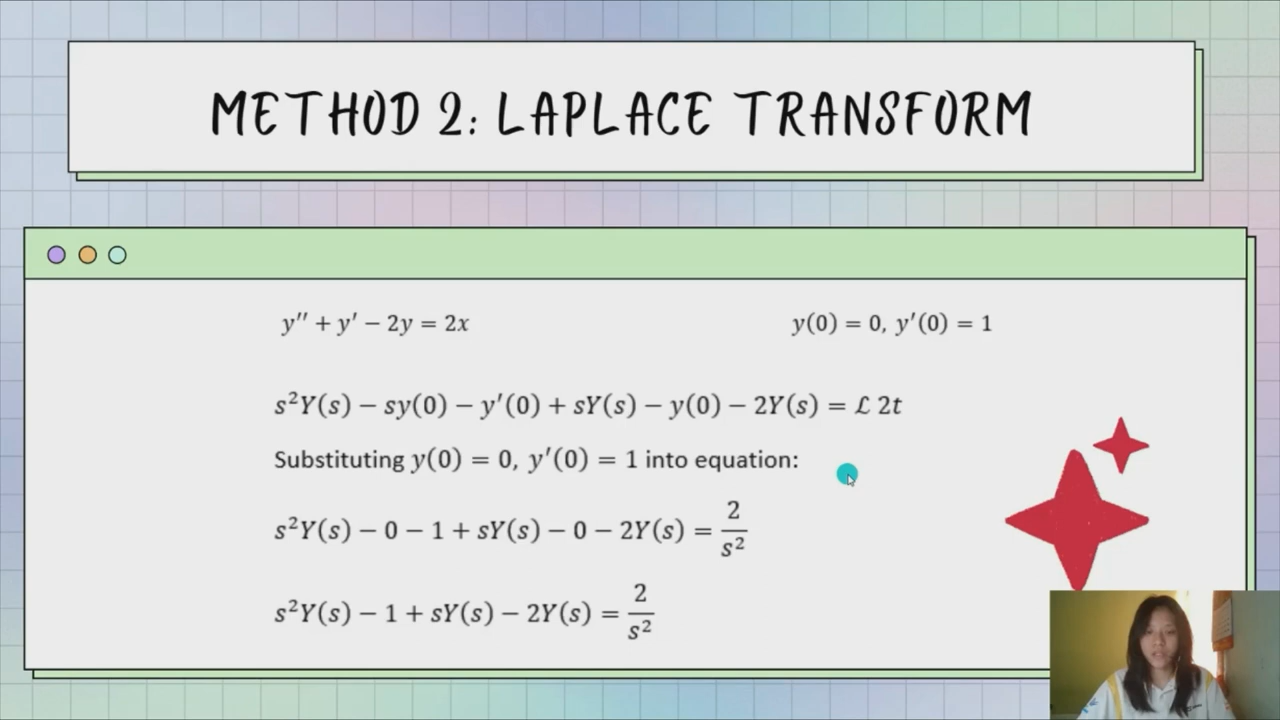 METHOD 2: LAPLACE TRANSFORM
y′′ + y′ − 2y = 2x
y(0) = 0, y′(0) = 1
s²Y(s) − sy(0) − y′(0) + sY(s) − y(0) − 2Y(s) = ℒ 2t
Substituting y(0) = 0, y′(0) = 1 into equation:
s²Y(s) − 0 − 1 + sY(s) − 0 − 2Y(s) = 2/s²
s²Y(s) − 1 + sY(s) − 2Y(s) = 2/s²